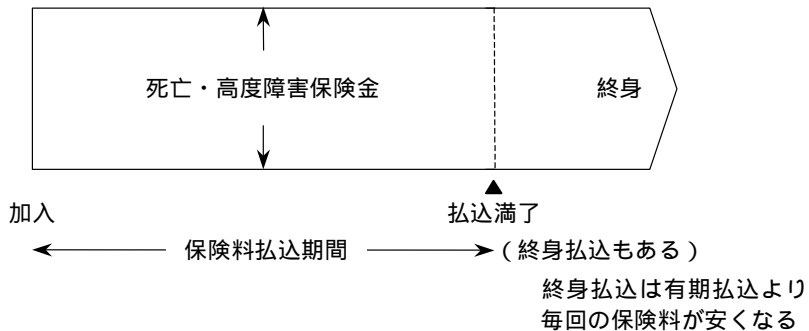 死亡・高度障害保険金
終身
加入
払込満了
保険料払込期間
(終身払込もある)
終身払込は有期払込より
毎回の保険料が安くなる